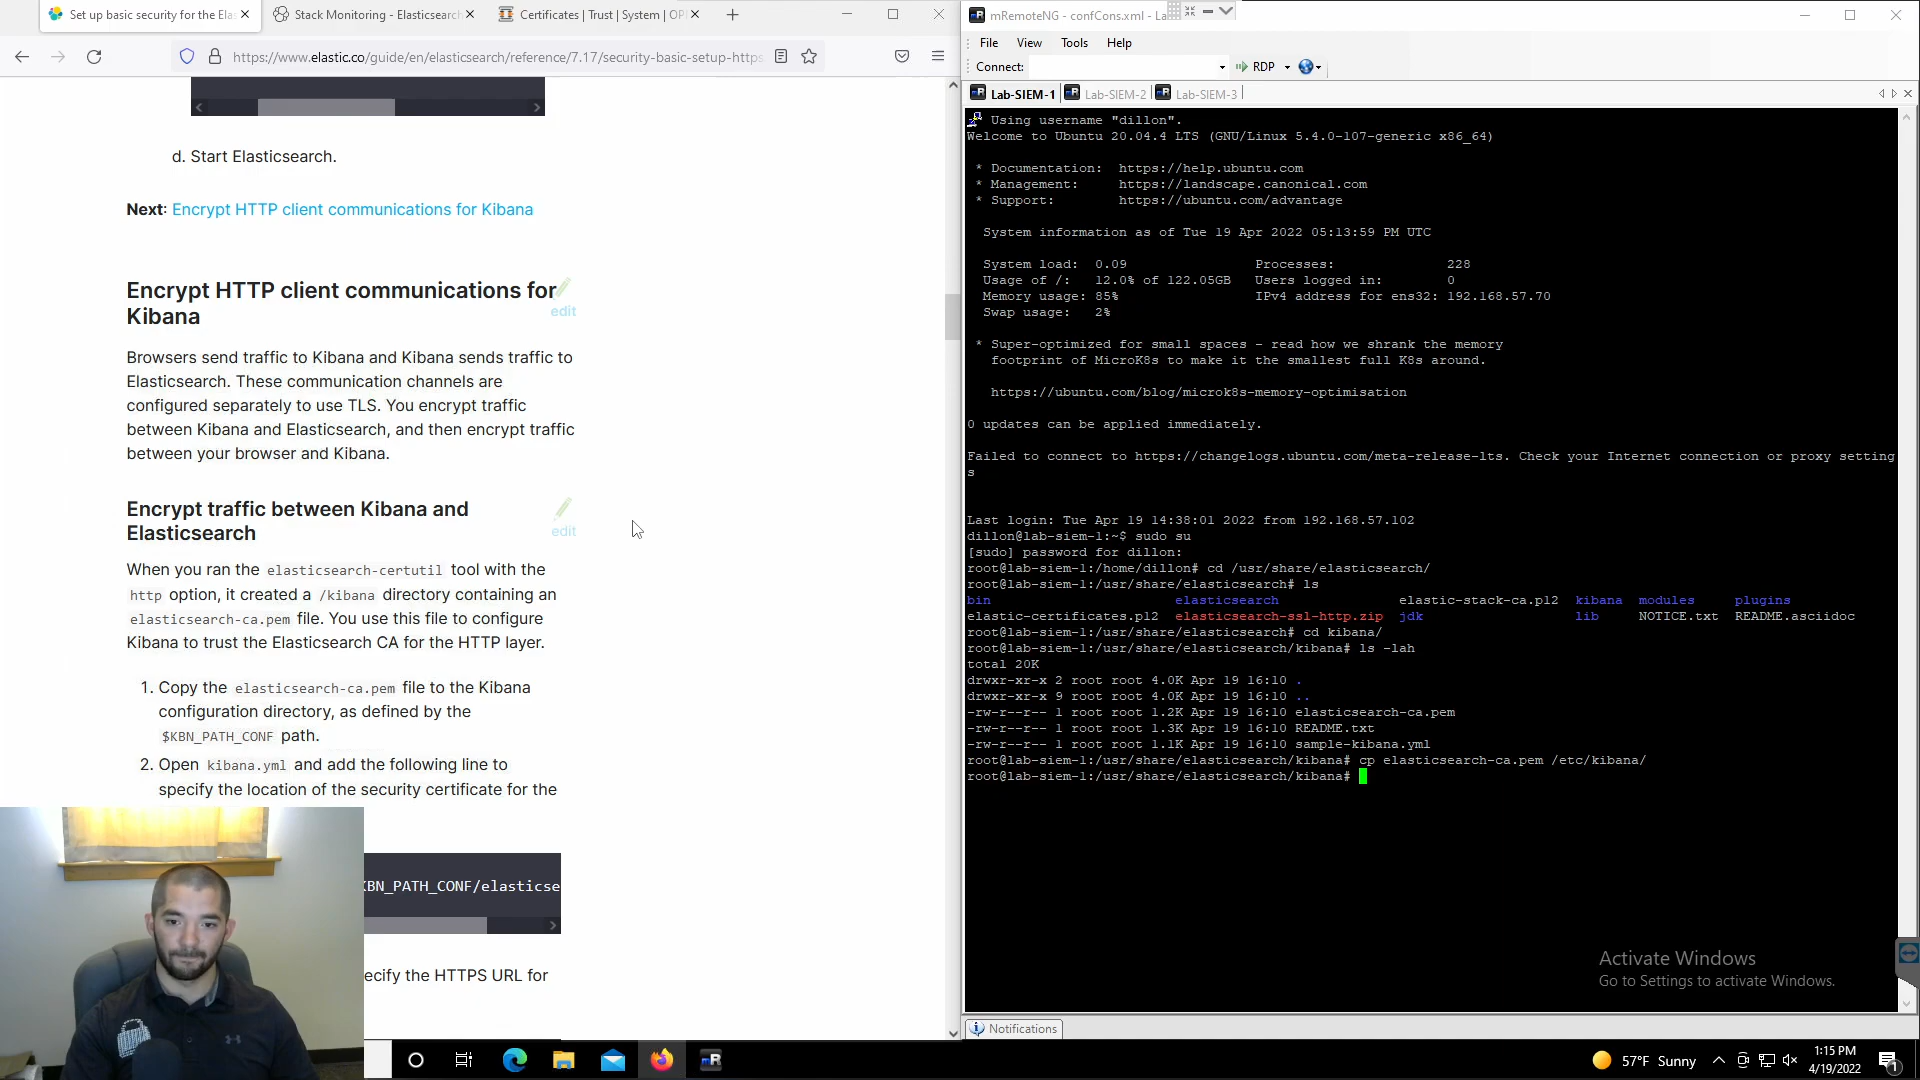 Set up basic security for the Elas
Stack Monitoring - Elasticsearch
Certificates | Trust | System | OP
https://www.elastic.co/guide/en/elasticsearch/reference/7.17/security-basic-setup-https
d. Start Elasticsearch.
Next: Encrypt HTTP client communications for Kibana
Encrypt HTTP client communications for
Kibana
edit
Browsers send traffic to Kibana and Kibana sends traffic to
Elasticsearch. These communication channels are
configured separately to use TLS. You encrypt traffic
between Kibana and Elasticsearch, and then encrypt traffic
between your browser and Kibana.
Encrypt traffic between Kibana and
Elasticsearch
edit
When you ran the elasticsearch-certutil tool with the
http option, it created a /kibana directory containing an
elasticsearch-ca.pem file. You use this file to configure
Kibana to trust the Elasticsearch CA for the HTTP layer.
1. Copy the elasticsearch-ca.pem file to the Kibana
configuration directory, as defined by the
$KBN_PATH_CONF path.
2. Open kibana.yml and add the following line to
specify the location of the security certificate for the
KBN_PATH_CONF/elasticse
ecify the HTTPS URL for
mRemoteNG - confCons.xml - La
File View Tools Help
Connect: RDP
Lab-SIEM-1 Lab-SIEM-2 Lab-SIEM-3
Using username "dillon".
Welcome to Ubuntu 20.04.4 LTS (GNU/Linux 5.4.0-107-generic x86_64)
* Documentation: https://help.ubuntu.com
* Management: https://landscape.canonical.com
* Support: https://ubuntu.com/advantage
System information as of Tue 19 Apr 2022 05:13:59 PM UTC
System load: 0.09 Processes: 228
Usage of /: 12.0% of 122.05GB Users logged in: 0
Memory usage: 85% IPv4 address for ens32: 192.168.57.70
Swap usage: 2%
* Super-optimized for small spaces - read how we shrank the memory
footprint of MicroK8s to make it the smallest full K8s around.
https://ubuntu.com/blog/microk8s-memory-optimisation
0 updates can be applied immediately.
Failed to connect to https://changelogs.ubuntu.com/meta-release-lts. Check your Internet connection or proxy setting
s
Last login: Tue Apr 19 14:38:01 2022 from 192.168.57.102
dillon@lab-siem-1:~$ sudo su
[sudo] password for dillon:
root@lab-siem-1:/home/dillon# cd /usr/share/elasticsearch/
root@lab-siem-1:/usr/share/elasticsearch# ls
bin elasticsearch elastic-stack-ca.p12 kibana modules plugins
elastic-certificates.p12 elasticsearch-ssl-http.zip jdk lib NOTICE.txt README.asciidoc
root@lab-siem-1:/usr/share/elasticsearch# cd kibana/
root@lab-siem-1:/usr/share/elasticsearch/kibana# ls -lah
total 20K
drwxr-xr-x 2 root root 4.0K Apr 19 16:10 .
drwxr-xr-x 9 root root 4.0K Apr 19 16:10 ..
-rw-r--r-- 1 root root 1.2K Apr 19 16:10 elasticsearch-ca.pem
-rw-r--r-- 1 root root 1.3K Apr 19 16:10 README.txt
-rw-r--r-- 1 root root 1.1K Apr 19 16:10 sample-kibana.yml
root@lab-siem-1:/usr/share/elasticsearch/kibana# cp elasticsearch-ca.pem /etc/kibana/
root@lab-siem-1:/usr/share/elasticsearch/kibana#
Activate Windows
Go to Settings to activate Windows.
Notifications
57°F Sunny
1:15 PM
4/19/2022
1